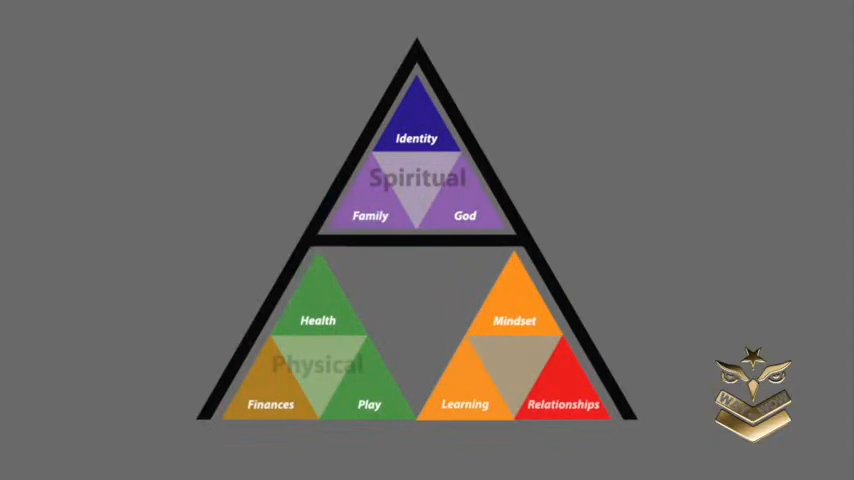 Identity
Spiritual
Family God
Health Mindset
Physical
Finances Play Learning Relationships